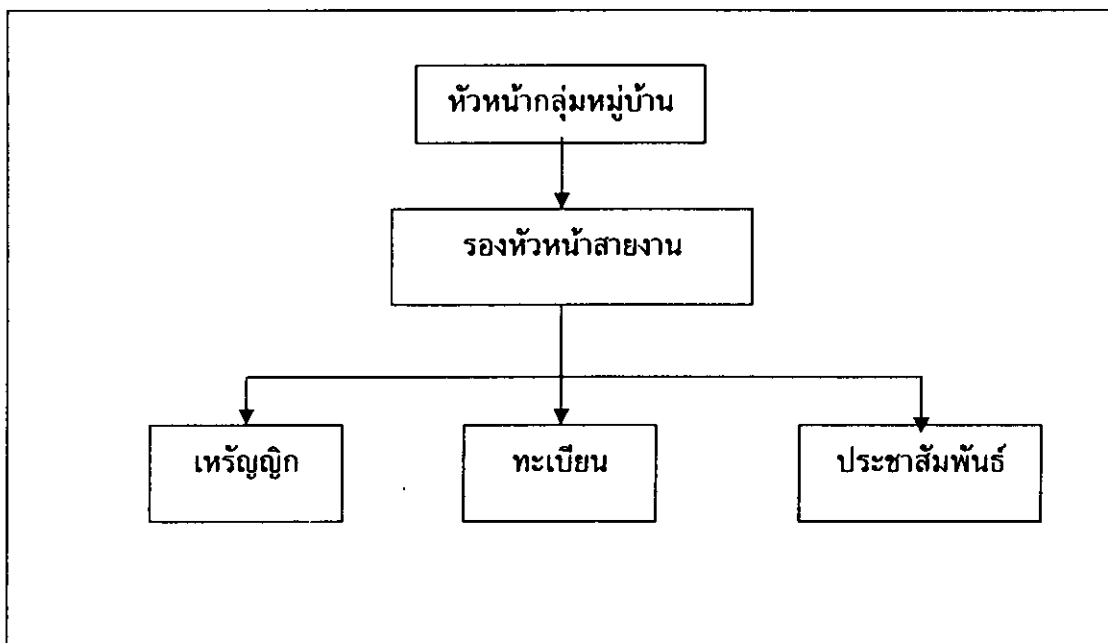 หัวหน้ากลุ่มหมู่บ้าน
รองหัวหน้าสายงาน
เหรัญญิก
ทะเบียน
ประชาสัมพันธ์